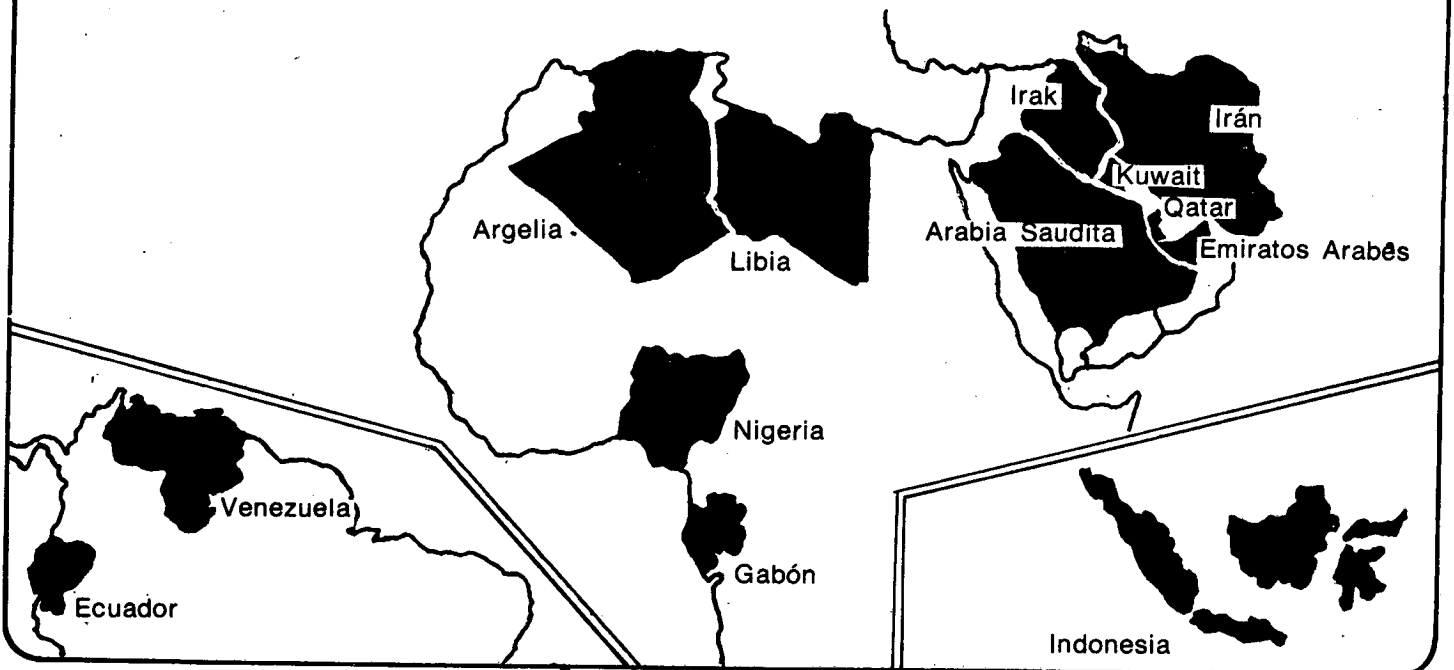 Irak
Irán
Kuwait
Qatar
Argelia
Arabia Saudita
Emiratos Arabes
Libia
Nigeria
Venezuela
Gabón
Ecuador
Indonesia